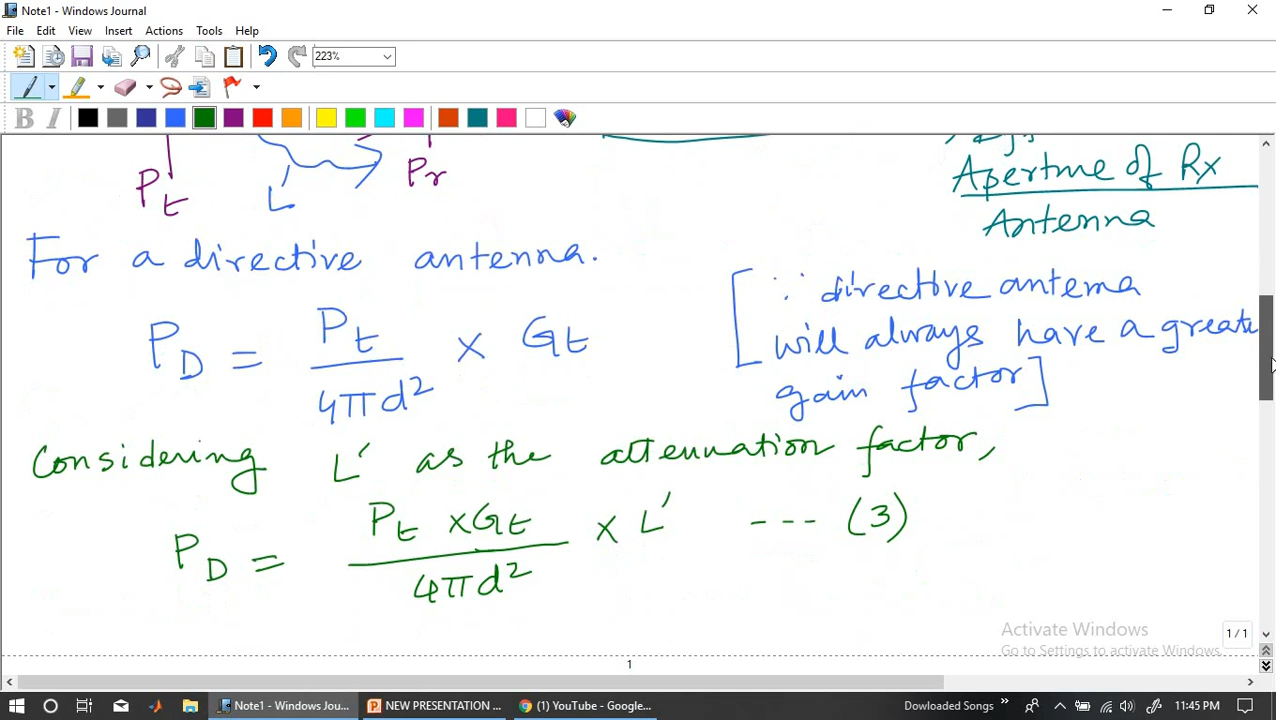 Note1 - Windows Journal
File Edit View Insert Actions Tools Help
223%
B I
Pt L' Pr
Aperture of Rx
Antenna
For a directive antenna.
PD = Pt / 4πd² × Gt
[∵ directive antenna
will always have a greate
gain factor]
Considering L' as the attenuation factor,
PD = Pt × Gt / 4πd² × L' --- (3)
Activate Windows
Go to Settings to activate Windows.
1/1
1
Note1 - Windows Jou...
NEW PRESENTATION ...
(1) YouTube - Google...
Dowloaded Songs
11:45 PM